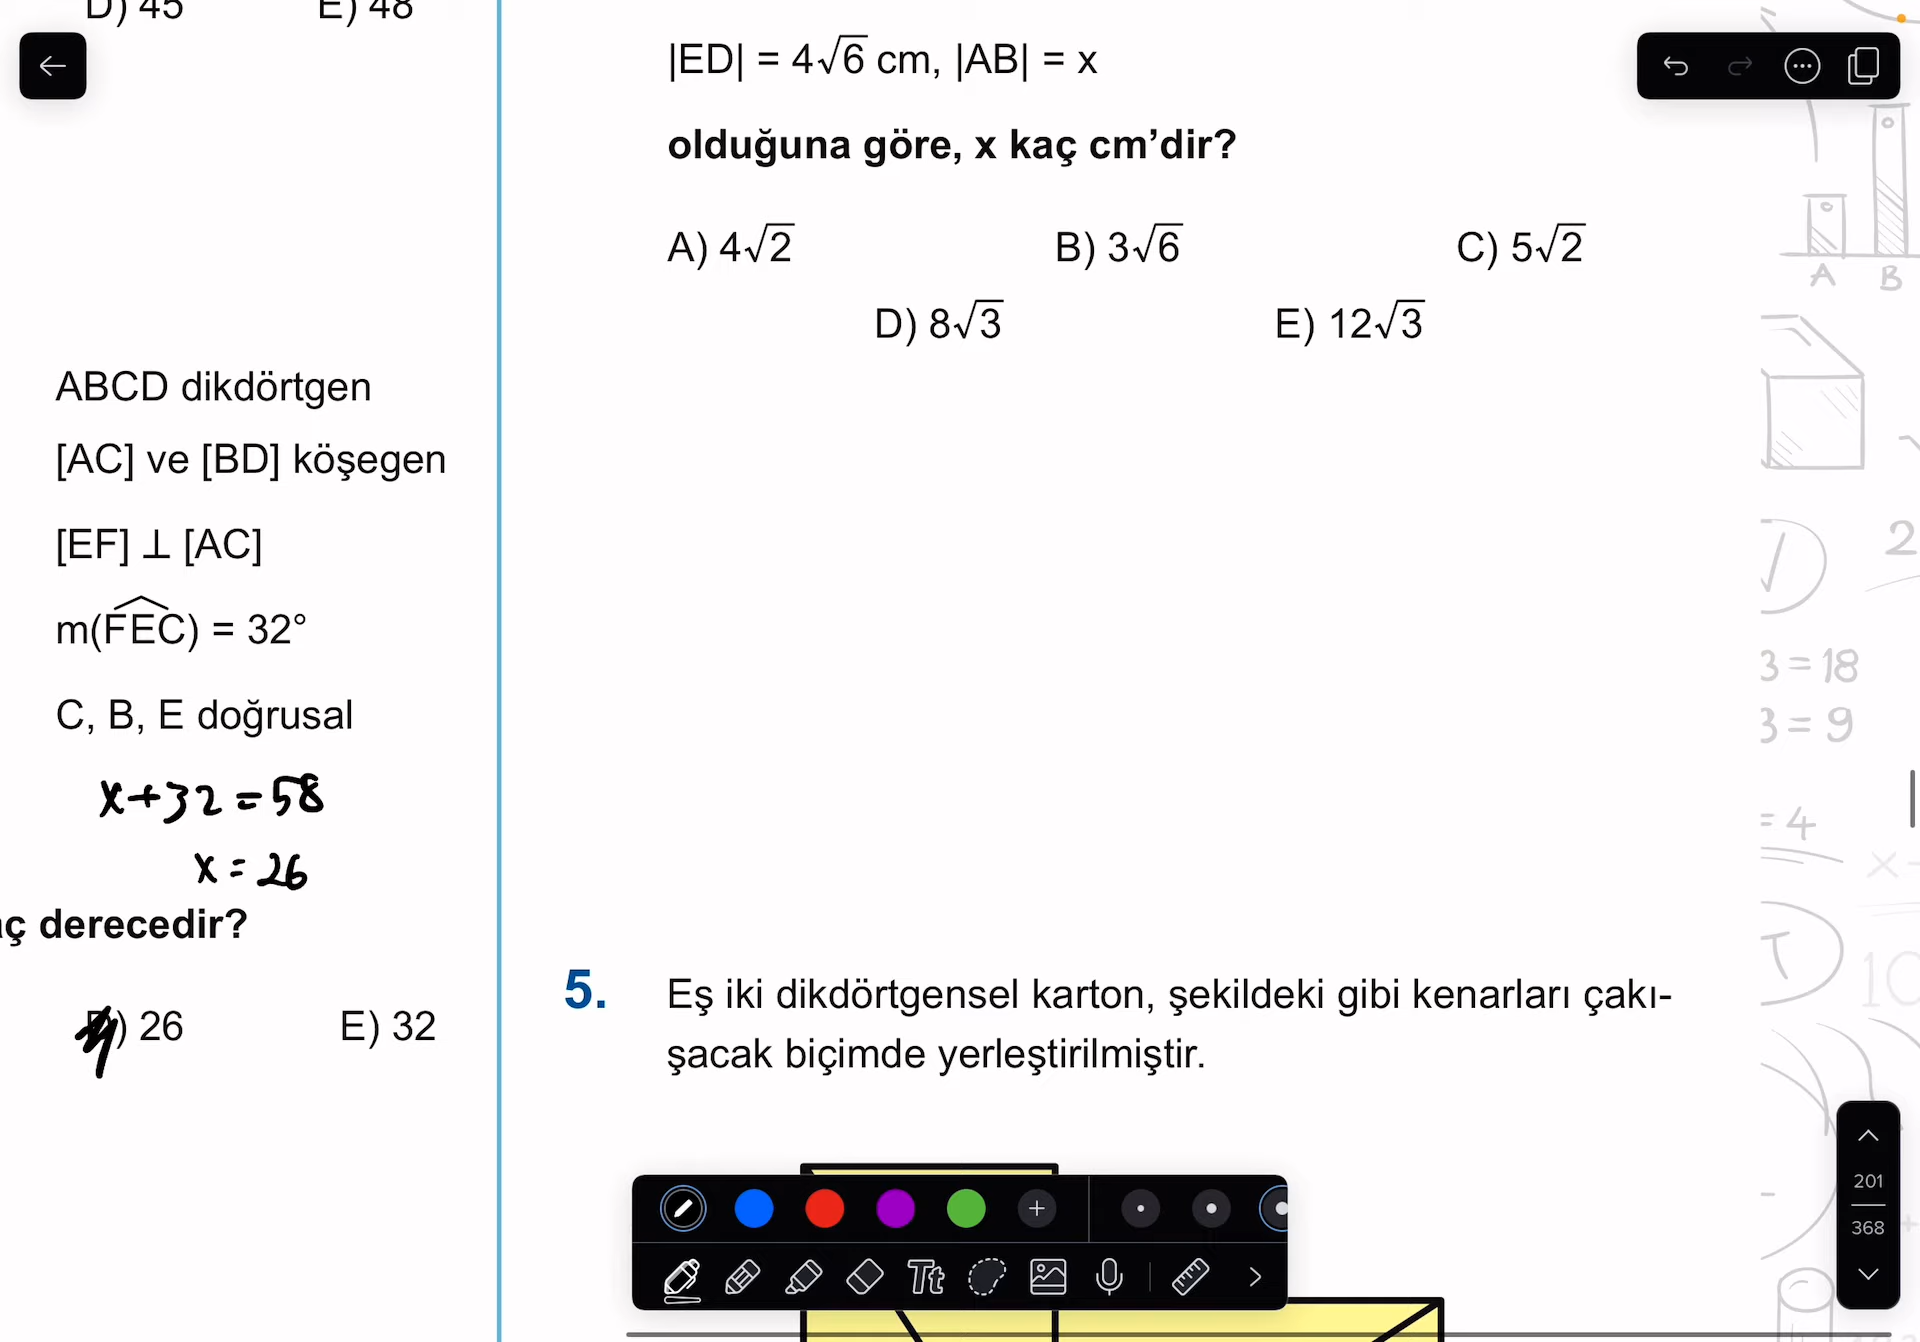 D) 45 E) 48
ABCD dikdörtgen
[AC] ve [BD] köşegen
[EF] ⊥ [AC]
m(FEC) = 32°
C, B, E doğrusal
x+32 = 58
x = 26
derecedir?
26 E) 32
|ED| = 4√6 cm, |AB| = x
olduğuna göre, x kaç cm'dir?
A) 4√2 B) 3√6 C) 5√2
D) 8√3 E) 12√3
5. Eş iki dikdörtgensel karton, şekildeki gibi kenarları çakı-
şacak biçimde yerleştirilmiştir.
A B
2
3 = 18
3 = 9
= 4
x-
T
10
Tt
201
368